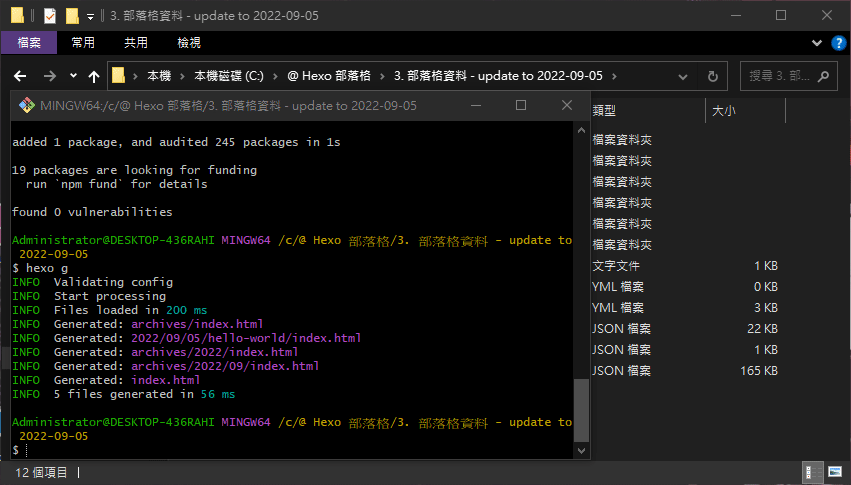 3. 部落格資料 - update to 2022-09-05
檔案 常用 共用 檢視
本機 本機磁碟 (C:) @ Hexo 部落格 3. 部落格資料 - update to 2022-09-05
搜尋 3. 部...
MINGW64:/c/@ Hexo 部落格/3. 部落格資料 - update to 2022-09-05
added 1 package, and audited 245 packages in 1s
19 packages are looking for funding
run `npm fund` for details
found 0 vulnerabilities
Administrator@DESKTOP-436RAHI MINGW64 /c/@ Hexo 部落格/3. 部落格資料 - update to
2022-09-05
$ hexo g
INFO  Validating config
INFO  Start processing
INFO  Files loaded in 200 ms
INFO  Generated: archives/index.html
INFO  Generated: 2022/09/05/hello-world/index.html
INFO  Generated: archives/2022/index.html
INFO  Generated: archives/2022/09/index.html
INFO  Generated: index.html
INFO  5 files generated in 56 ms
Administrator@DESKTOP-436RAHI MINGW64 /c/@ Hexo 部落格/3. 部落格資料 - update to
2022-09-05
$
類型 大小
檔案資料夾
檔案資料夾
檔案資料夾
檔案資料夾
檔案資料夾
檔案資料夾
文字文件 1 KB
YML 檔案 0 KB
YML 檔案 3 KB
JSON 檔案 22 KB
JSON 檔案 1 KB
JSON 檔案 165 KB
12 個項目